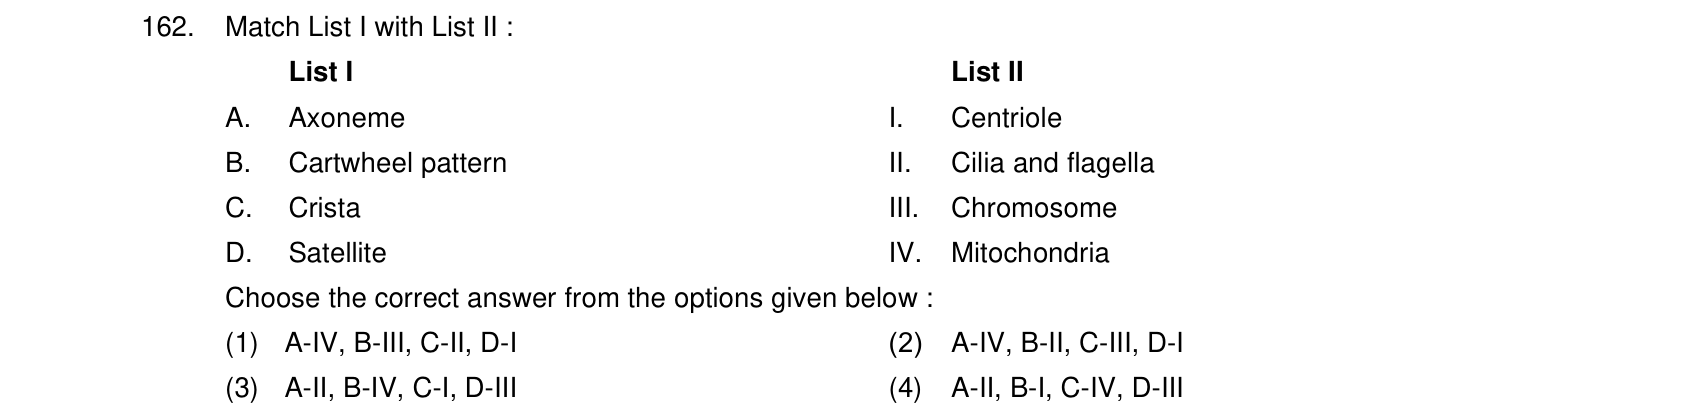 162. Match List I with List II :
List I List II
A. Axoneme I. Centriole
B. Cartwheel pattern II. Cilia and flagella
C. Crista III. Chromosome
D. Satellite IV. Mitochondria
Choose the correct answer from the options given below :
(1) A-IV, B-III, C-II, D-I (2) A-IV, B-II, C-III, D-I
(3) A-II, B-IV, C-I, D-III (4) A-II, B-I, C-IV, D-III